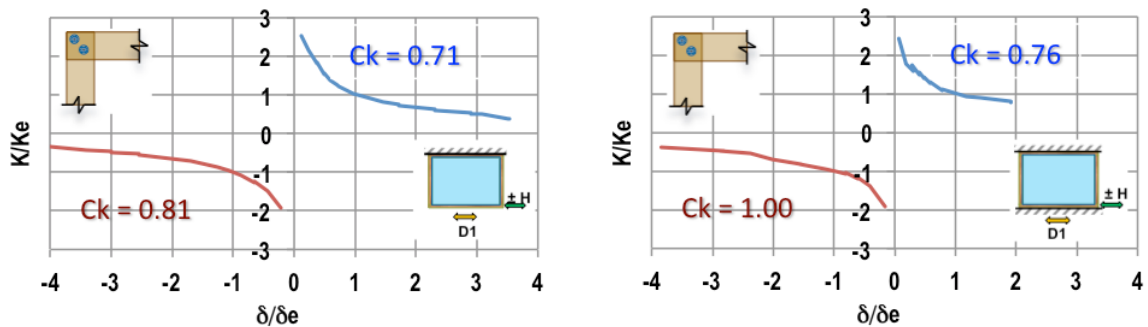 3
2
1
0
-1
-2
-3
K/Ke
Ck = 0.71
Ck = 0.81
± H
D1
-4 -3 -2 -1 0 1 2 3 4
δ/δe
3
2
1
0
-1
-2
-3
K/Ke
Ck = 0.76
Ck = 1.00
± H
D1
-4 -3 -2 -1 0 1 2 3 4
δ/δe